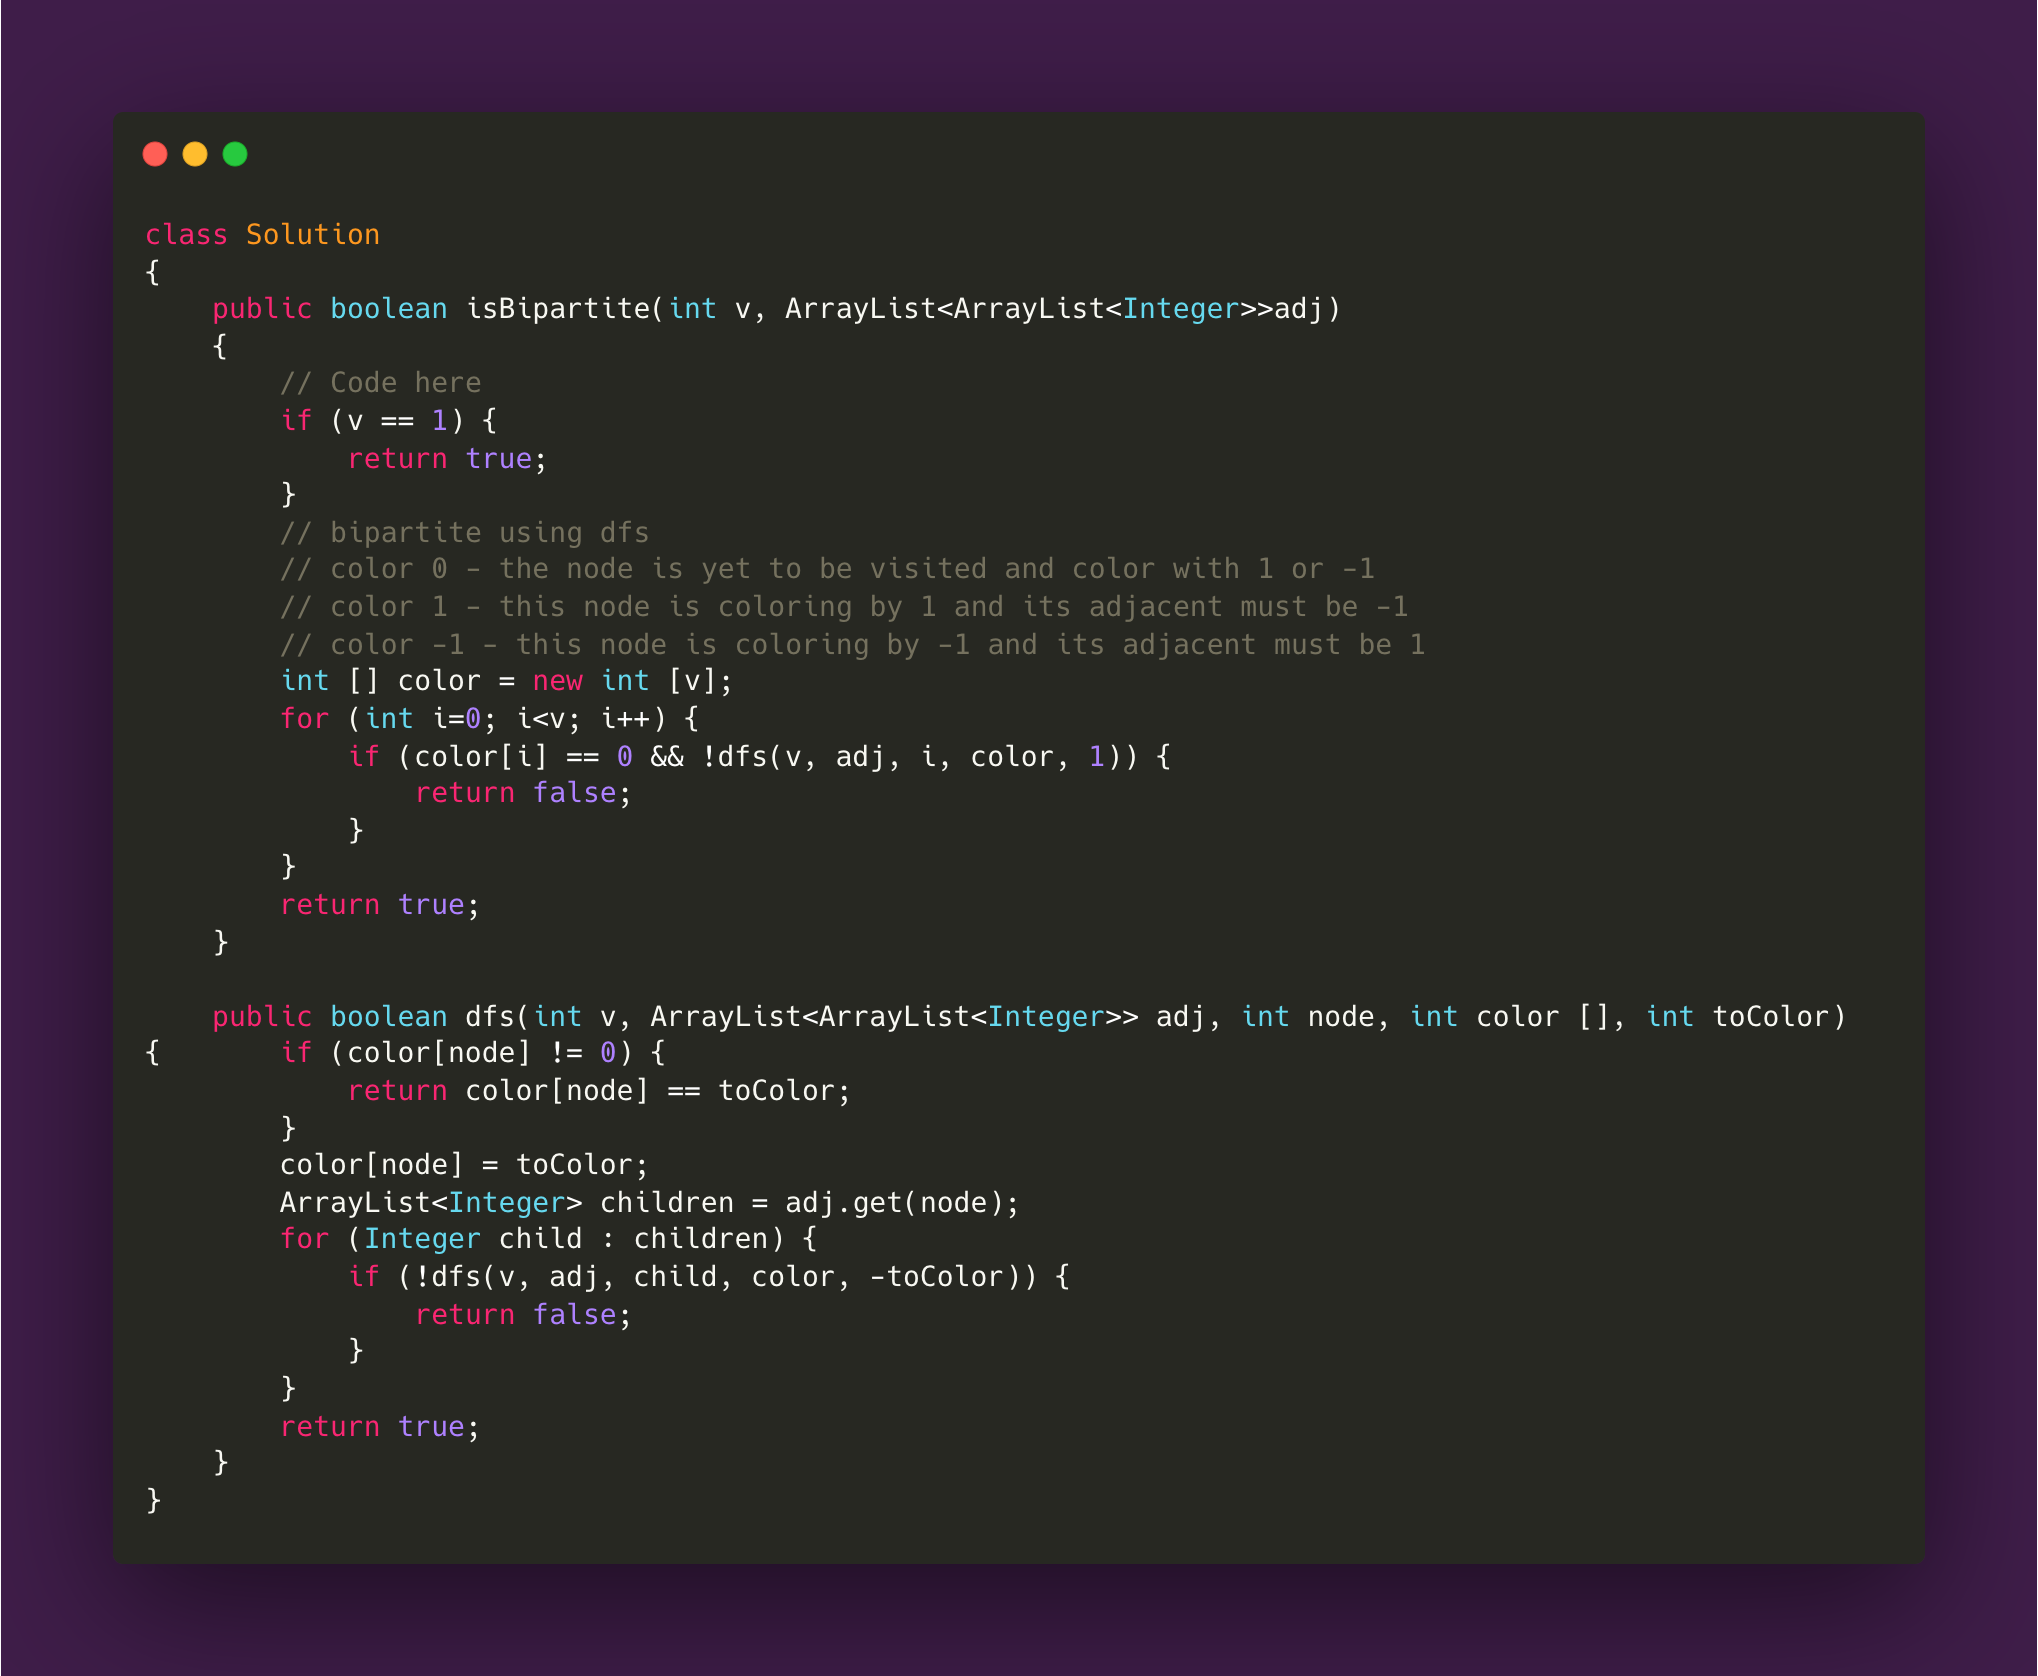 class Solution
{
    public boolean isBipartite(int v, ArrayList<ArrayList<Integer>>adj)
    {
        // Code here
        if (v == 1) {
            return true;
        }
        // bipartite using dfs
        // color 0 - the node is yet to be visited and color with 1 or -1
        // color 1 - this node is coloring by 1 and its adjacent must be -1
        // color -1 - this node is coloring by -1 and its adjacent must be 1
        int [] color = new int [v];
        for (int i=0; i<v; i++) {
            if (color[i] == 0 && !dfs(v, adj, i, color, 1)) {
                return false;
            }
        }
        return true;
    }

    public boolean dfs(int v, ArrayList<ArrayList<Integer>> adj, int node, int color [], int toColor)
{       if (color[node] != 0) {
            return color[node] == toColor;
        }
        color[node] = toColor;
        ArrayList<Integer> children = adj.get(node);
        for (Integer child : children) {
            if (!dfs(v, adj, child, color, -toColor)) {
                return false;
            }
        }
        return true;
    }
}